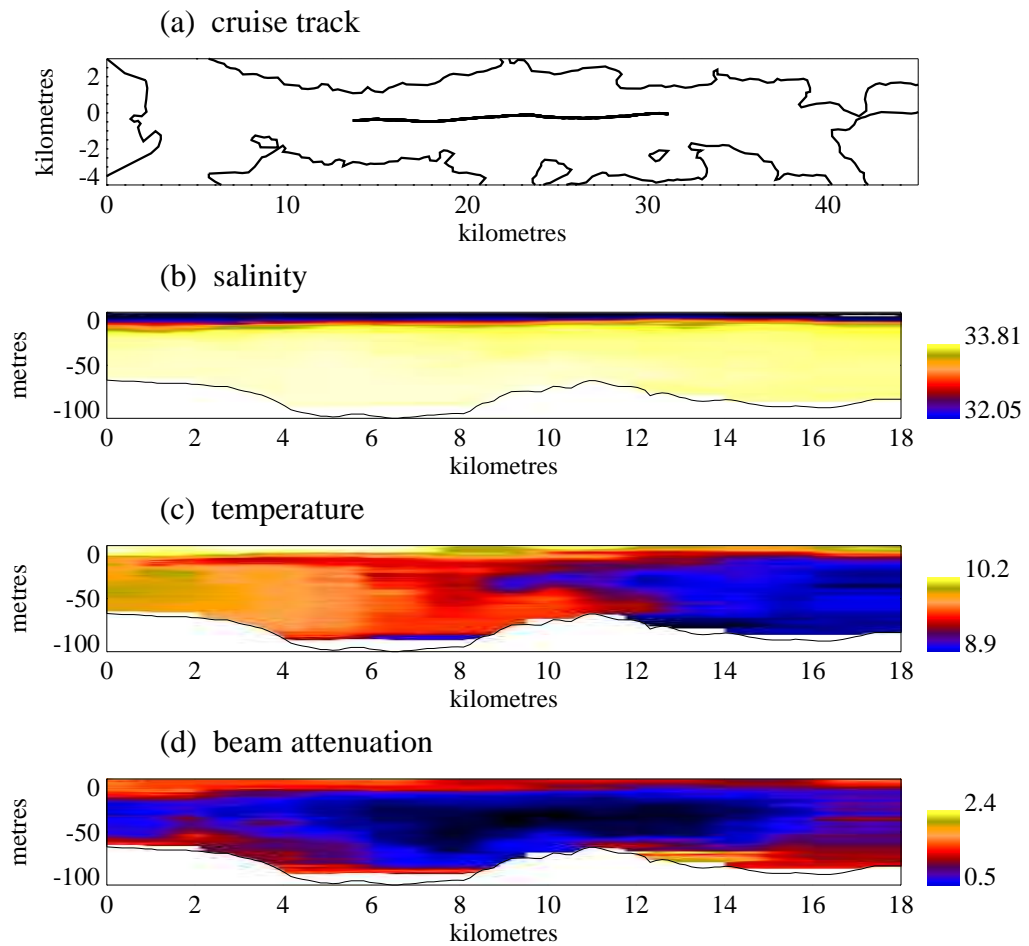 (a) cruise track
kilometres
2
0
-2
-4
0 10 20 30 40
kilometres
(b) salinity
metres
0
-50
-100
33.81
32.05
0 2 4 6 8 10 12 14 16 18
kilometres
(c) temperature
metres
0
-50
-100
10.2
8.9
0 2 4 6 8 10 12 14 16 18
kilometres
(d) beam attenuation
metres
0
-50
-100
2.4
0.5
0 2 4 6 8 10 12 14 16 18
kilometres